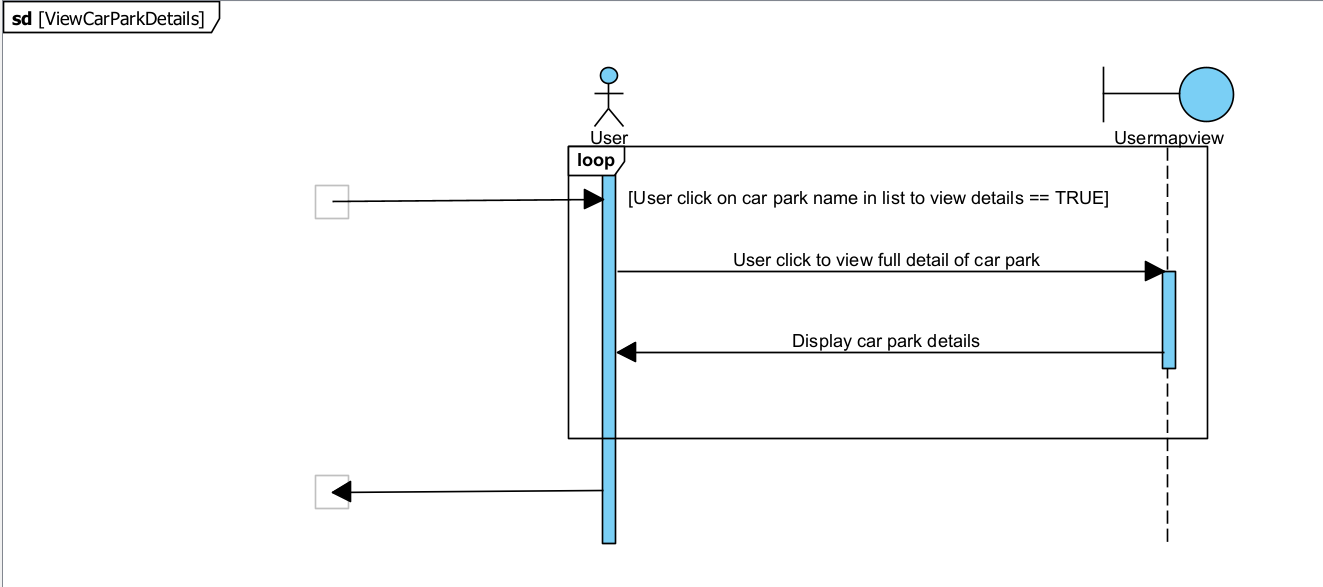 sd [ViewCarParkDetails]
User
Usermapview
loop
[User click on car park name in list to view details == TRUE]
User click to view full detail of car park
Display car park details